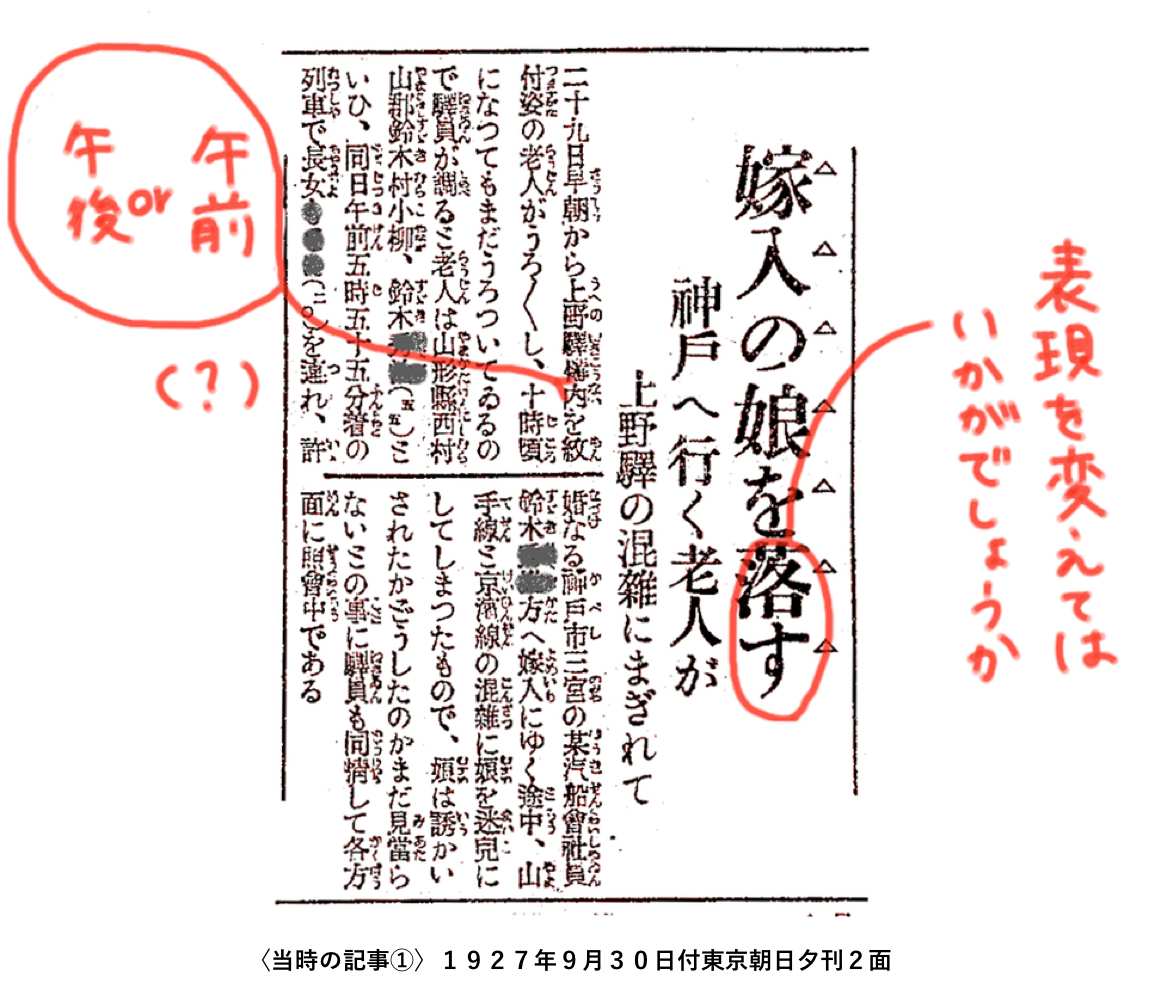 嫁入の娘を落す
神戸へ行く老人が
上野驛の混雜にまぎれて
二十九日早朝から上野驛構内を紋
付姿の老人がうろ〱し、十時頃
になつてもまだうろついてゐるの
で驛員が調ると老人は山形縣西村
山郡鈴木村小柳、鈴木(五五)と
いひ、同日午前五時五十五分着の
列車で長女(二〇)を連れ、許
婚なる神戸市三宮の某汽船會社員
鈴木方へ嫁入にゆく途中、山
手線と京濱線の混雜に娘を迷兒に
してしまつたもので、娘は誘かい
されたかどうしたのかまだ見當ら
ないとの事に驛員も同情して各方
面に照會中である
表現を変えては
いかがでしょうか
午前
or
午後
(?)
〈当時の記事①〉１９２７年９月３０日付東京朝日夕刊２面